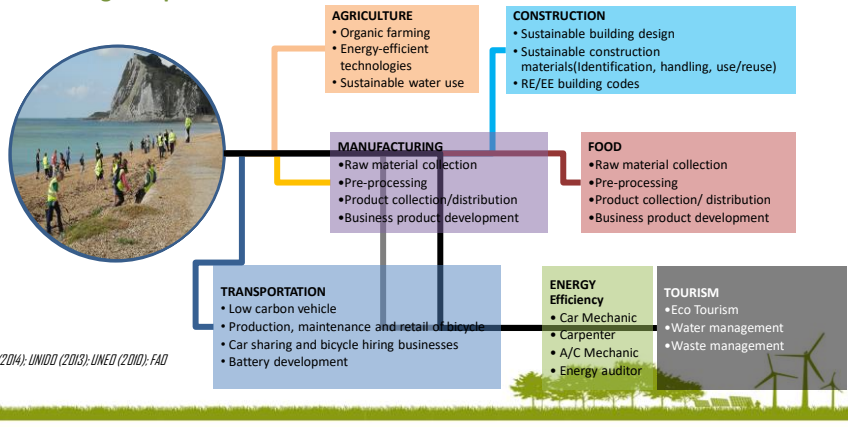 AGRICULTURE
• Organic farming
• Energy-efficient
technologies
• Sustainable water use
CONSTRUCTION
• Sustainable building design
• Sustainable construction
materials(Identification, handling, use/reuse)
• RE/EE building codes
MANUFACTURING
•Raw material collection
•Pre-processing
•Product collection/distribution
•Business product development
FOOD
•Raw material collection
•Pre-processing
•Product collection/ distribution
•Business product development
TRANSPORTATION
• Low carbon vehicle
• Production, maintenance and retail of bicycle
• Car sharing and bicycle hiring businesses
• Battery development
ENERGY
Efficiency
• Car Mechanic
• Carpenter
• A/C Mechanic
• Energy auditor
TOURISM
•Eco Tourism
•Water management
•Waste management
(2014); UNIDO (2013); UNEO (2010); FAO